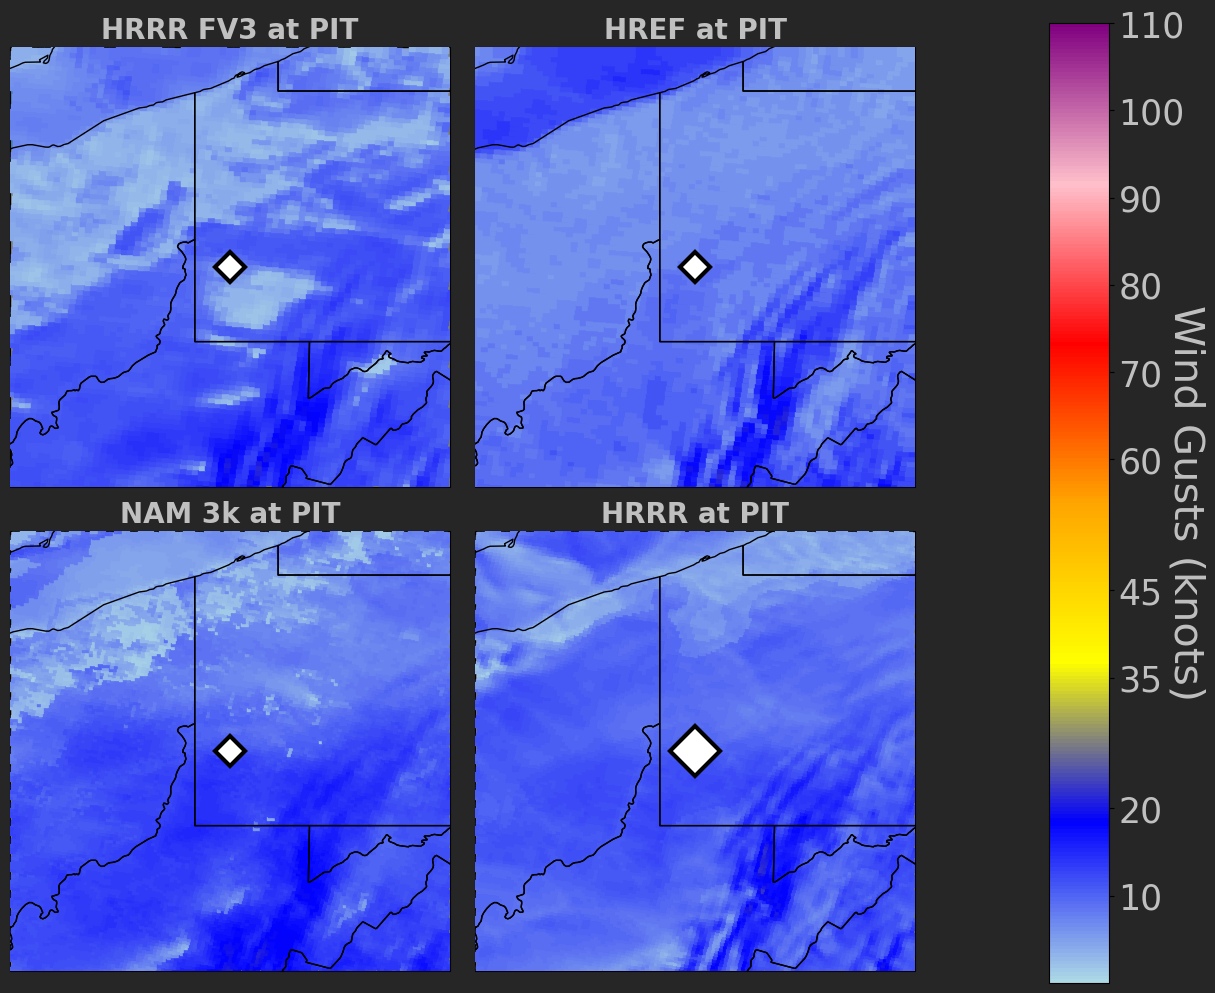 HRRR FV3 at PIT
HREF at PIT
NAM 3k at PIT
HRRR at PIT
110
100
90
80
70
60
45
35
20
10
Wind Gusts (knots)